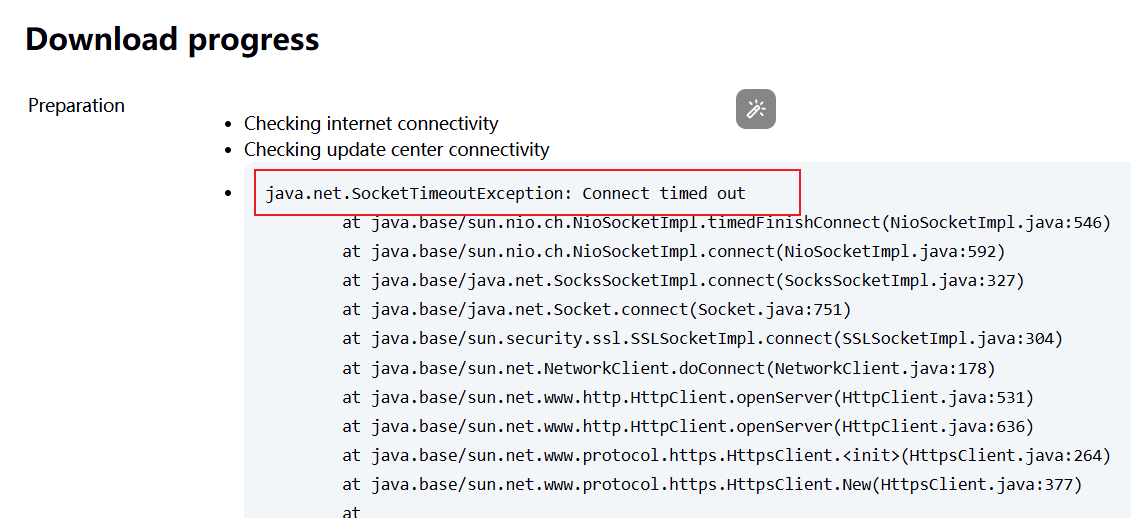 Download progress
Preparation
Checking internet connectivity
Checking update center connectivity
java.net.SocketTimeoutException: Connect timed out
at java.base/sun.nio.ch.NioSocketImpl.timedFinishConnect(NioSocketImpl.java:546)
at java.base/sun.nio.ch.NioSocketImpl.connect(NioSocketImpl.java:592)
at java.base/java.net.SocksSocketImpl.connect(SocksSocketImpl.java:327)
at java.base/java.net.Socket.connect(Socket.java:751)
at java.base/sun.security.ssl.SSLSocketImpl.connect(SSLSocketImpl.java:304)
at java.base/sun.net.NetworkClient.doConnect(NetworkClient.java:178)
at java.base/sun.net.www.http.HttpClient.openServer(HttpClient.java:531)
at java.base/sun.net.www.http.HttpClient.openServer(HttpClient.java:636)
at java.base/sun.net.www.protocol.https.HttpsClient.<init>(HttpsClient.java:264)
at java.base/sun.net.www.protocol.https.HttpsClient.New(HttpsClient.java:377)
at